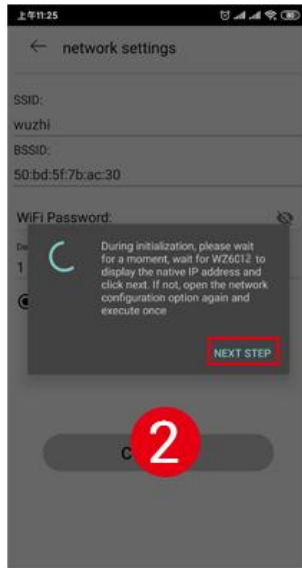 上午11:25
network settings
SSID:
wuzhi
BSSID:
50:bd:5f:7b:ac:30
WiFi Password:
1
During initialization, please wait
for a moment, wait for WZ6012 to
display the native IP address and
click next. If not, open the network
configuration option again and
execute once
NEXT STEP
2